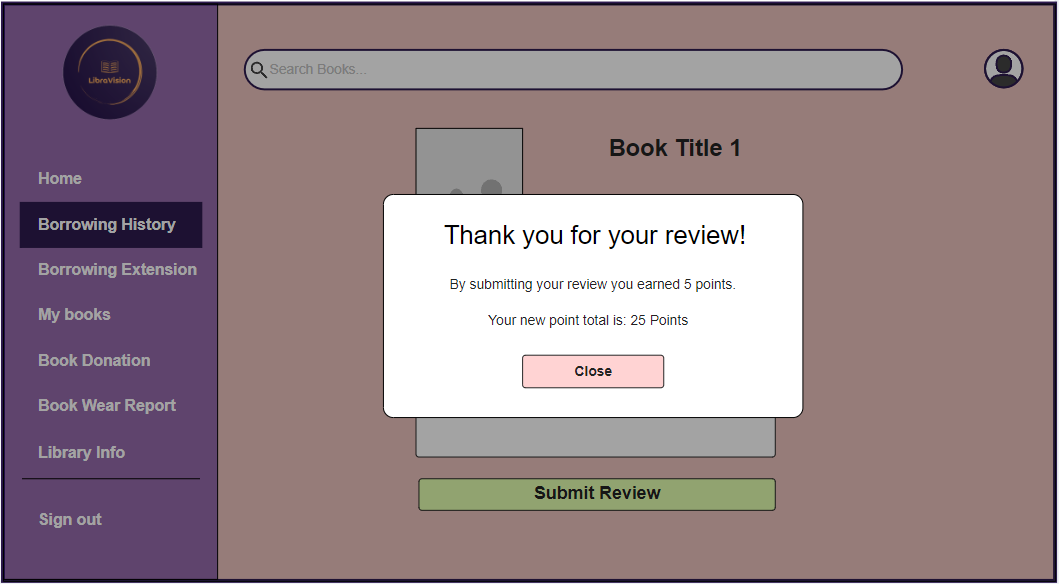 LibraVision
Search Books...
Home
Borrowing History
Borrowing Extension
My books
Book Donation
Book Wear Report
Library Info
Sign out
Book Title 1
Thank you for your review!
By submitting your review you earned 5 points.
Your new point total is: 25 Points
Close
Submit Review